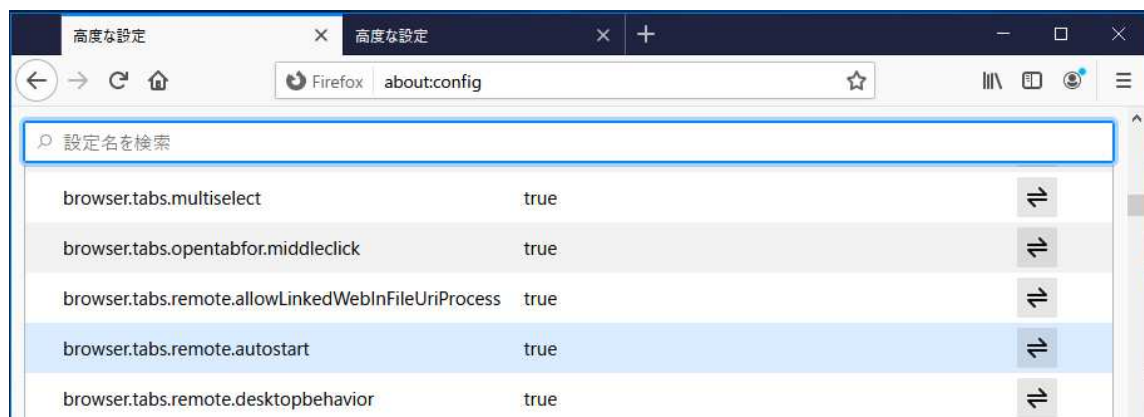 高度な設定 高度な設定
Firefox about:config
設定名を検索
browser.tabs.multiselect true
browser.tabs.opentabfor.middleclick true
browser.tabs.remote.allowLinkedWebInFileUriProcess true
browser.tabs.remote.autostart true
browser.tabs.remote.desktopbehavior true